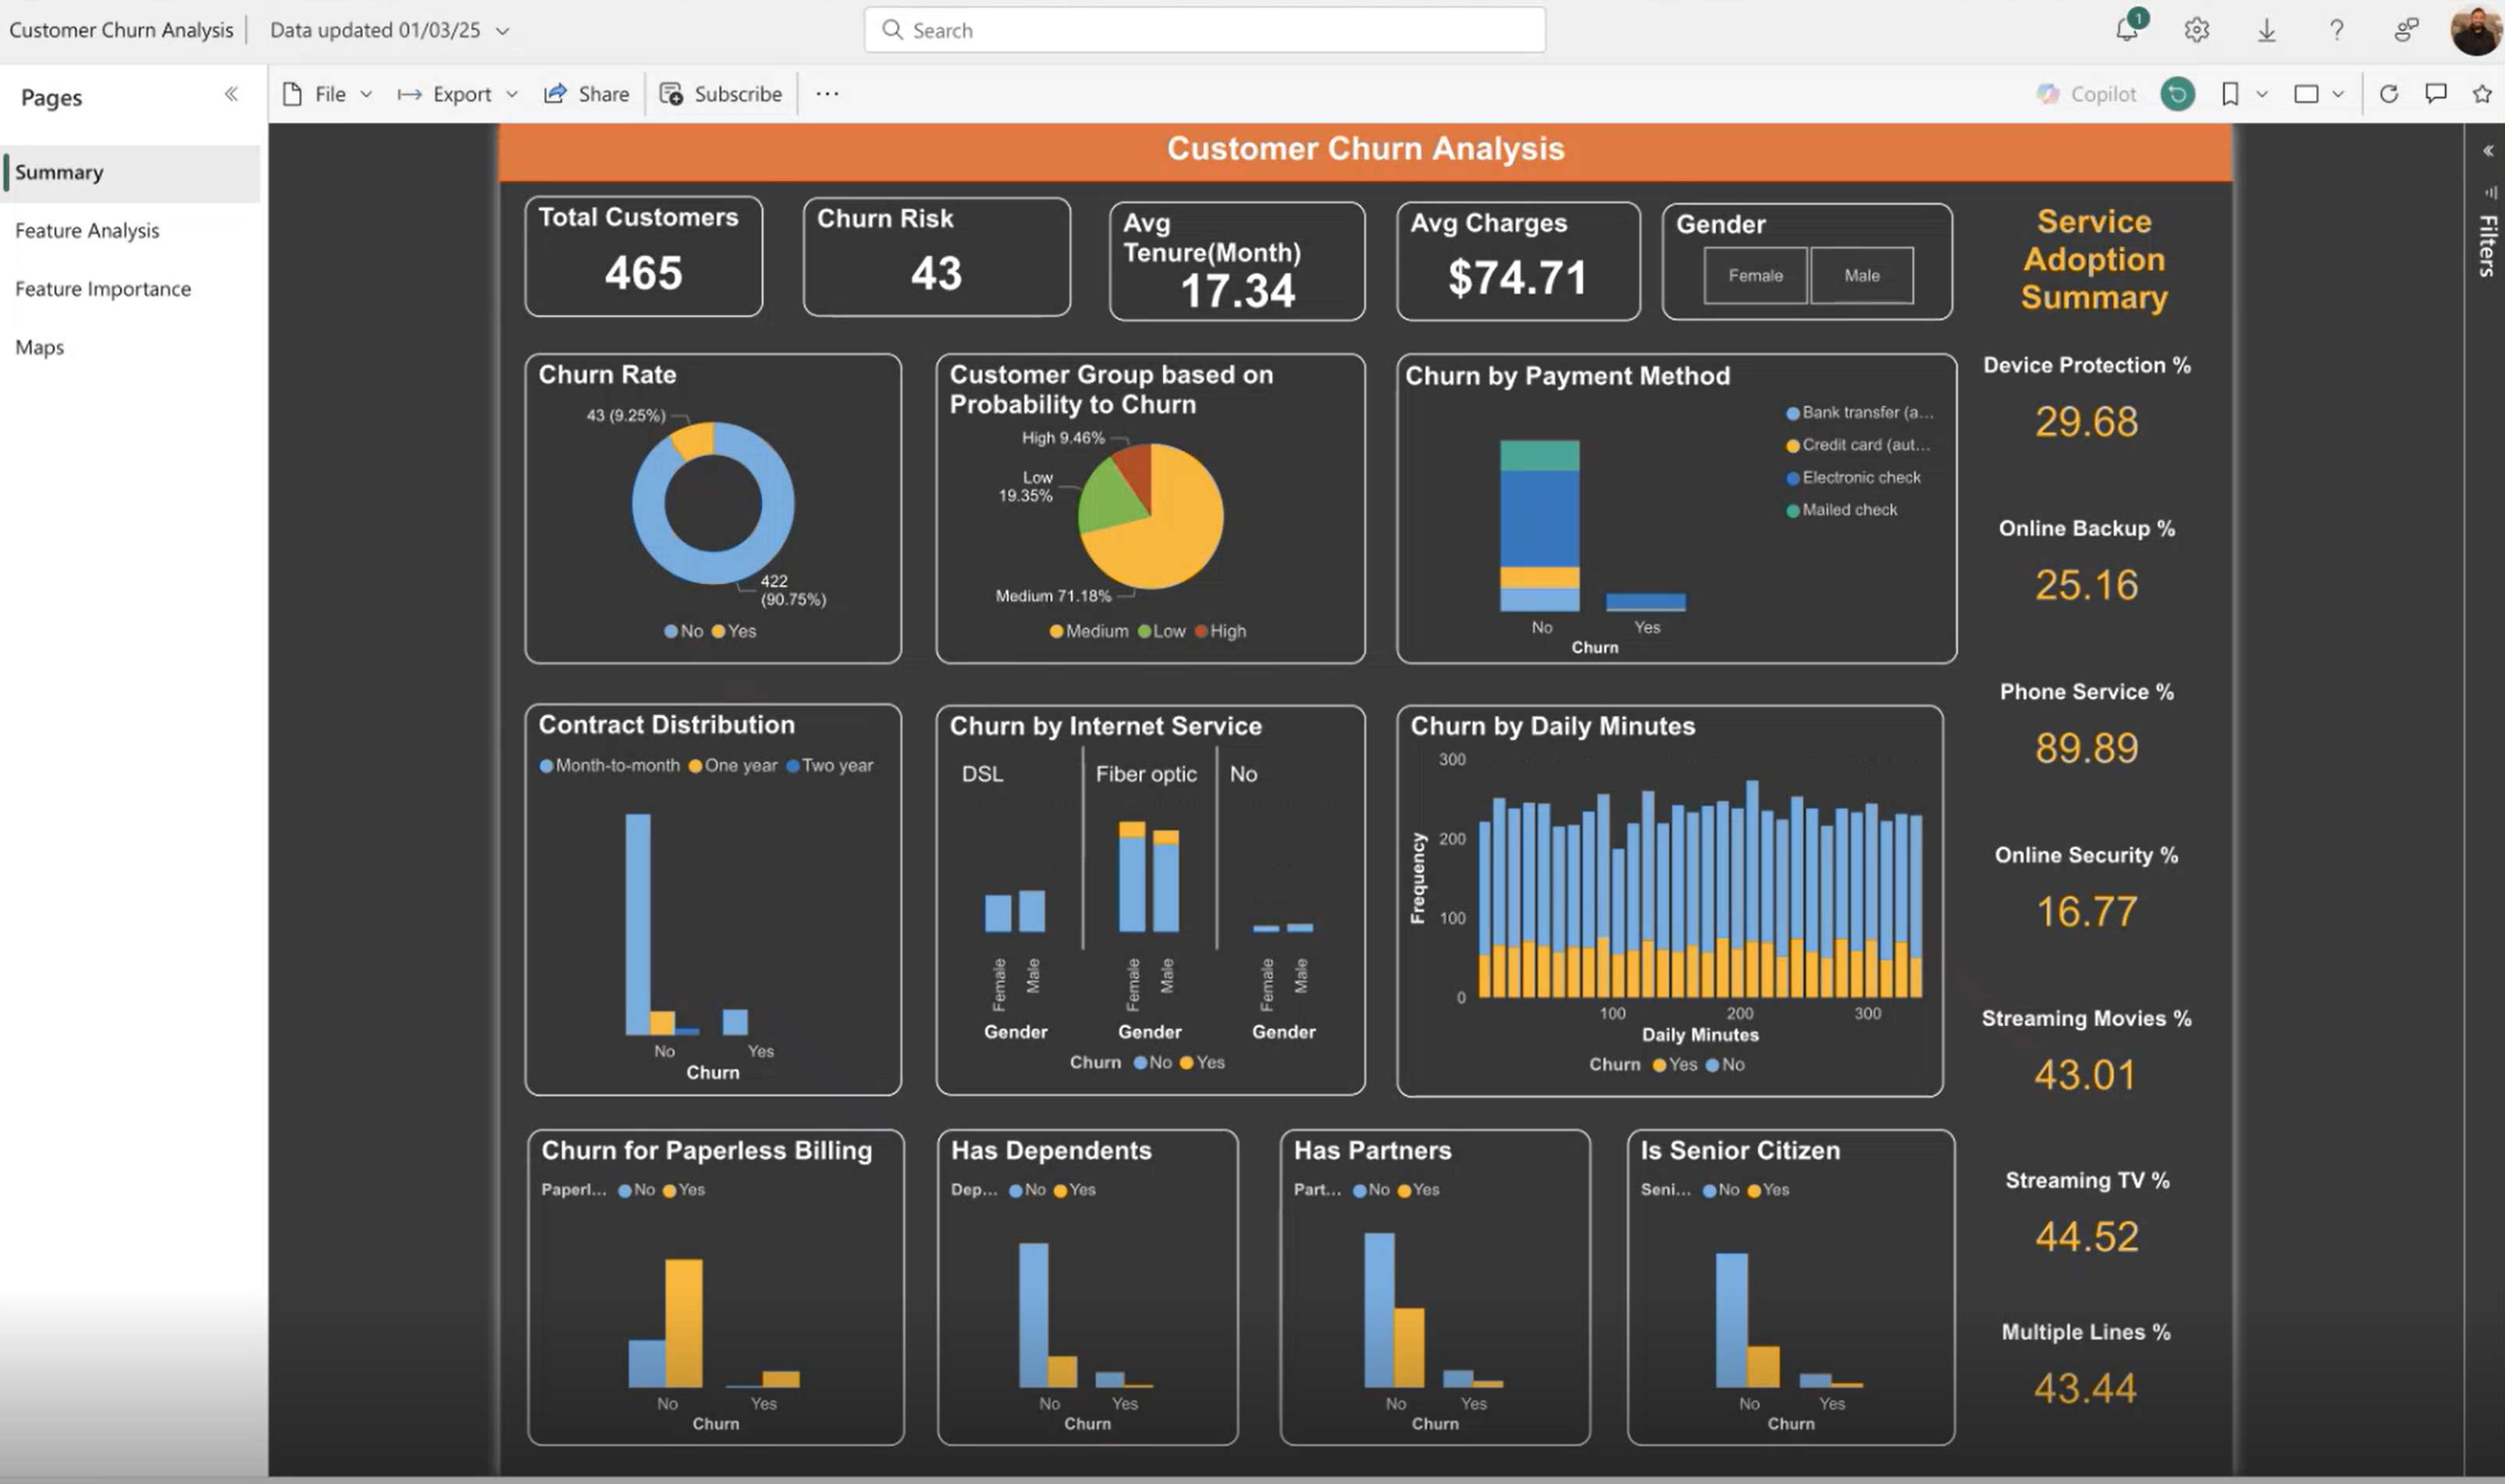 Customer Churn Analysis
Data updated 01/03/25
Search
1
Pages
File
Export
Share
Subscribe
Copilot
Summary
Feature Analysis
Feature Importance
Maps
Filters
Customer Churn Analysis
Total Customers
465
Churn Risk
43
Avg
Tenure(Month)
17.34
Avg Charges
$74.71
Gender
Female
Male
Service
Adoption
Summary
Churn Rate
43 (9.25%)
422
(90.75%)
No Yes
Customer Group based on
Probability to Churn
High 9.46%
Low
19.35%
Medium 71.18%
Medium Low High
Churn by Payment Method
Bank transfer (a...
Credit card (aut...
Electronic check
Mailed check
No Yes
Churn
Device Protection %
29.68
Online Backup %
25.16
Phone Service %
89.89
Online Security %
16.77
Streaming Movies %
43.01
Streaming TV %
44.52
Multiple Lines %
43.44
Contract Distribution
Month-to-month One year Two year
No Yes
Churn
Churn by Internet Service
DSL Fiber optic No
Female Male Female Male Female Male
Gender Gender Gender
Churn No Yes
Churn by Daily Minutes
Frequency
300
200
100
0
100 200 300
Daily Minutes
Churn Yes No
Churn for Paperless Billing
Paperl... No Yes
No Yes
Churn
Has Dependents
Dep... No Yes
No Yes
Churn
Has Partners
Part... No Yes
No Yes
Churn
Is Senior Citizen
Seni... No Yes
No Yes
Churn